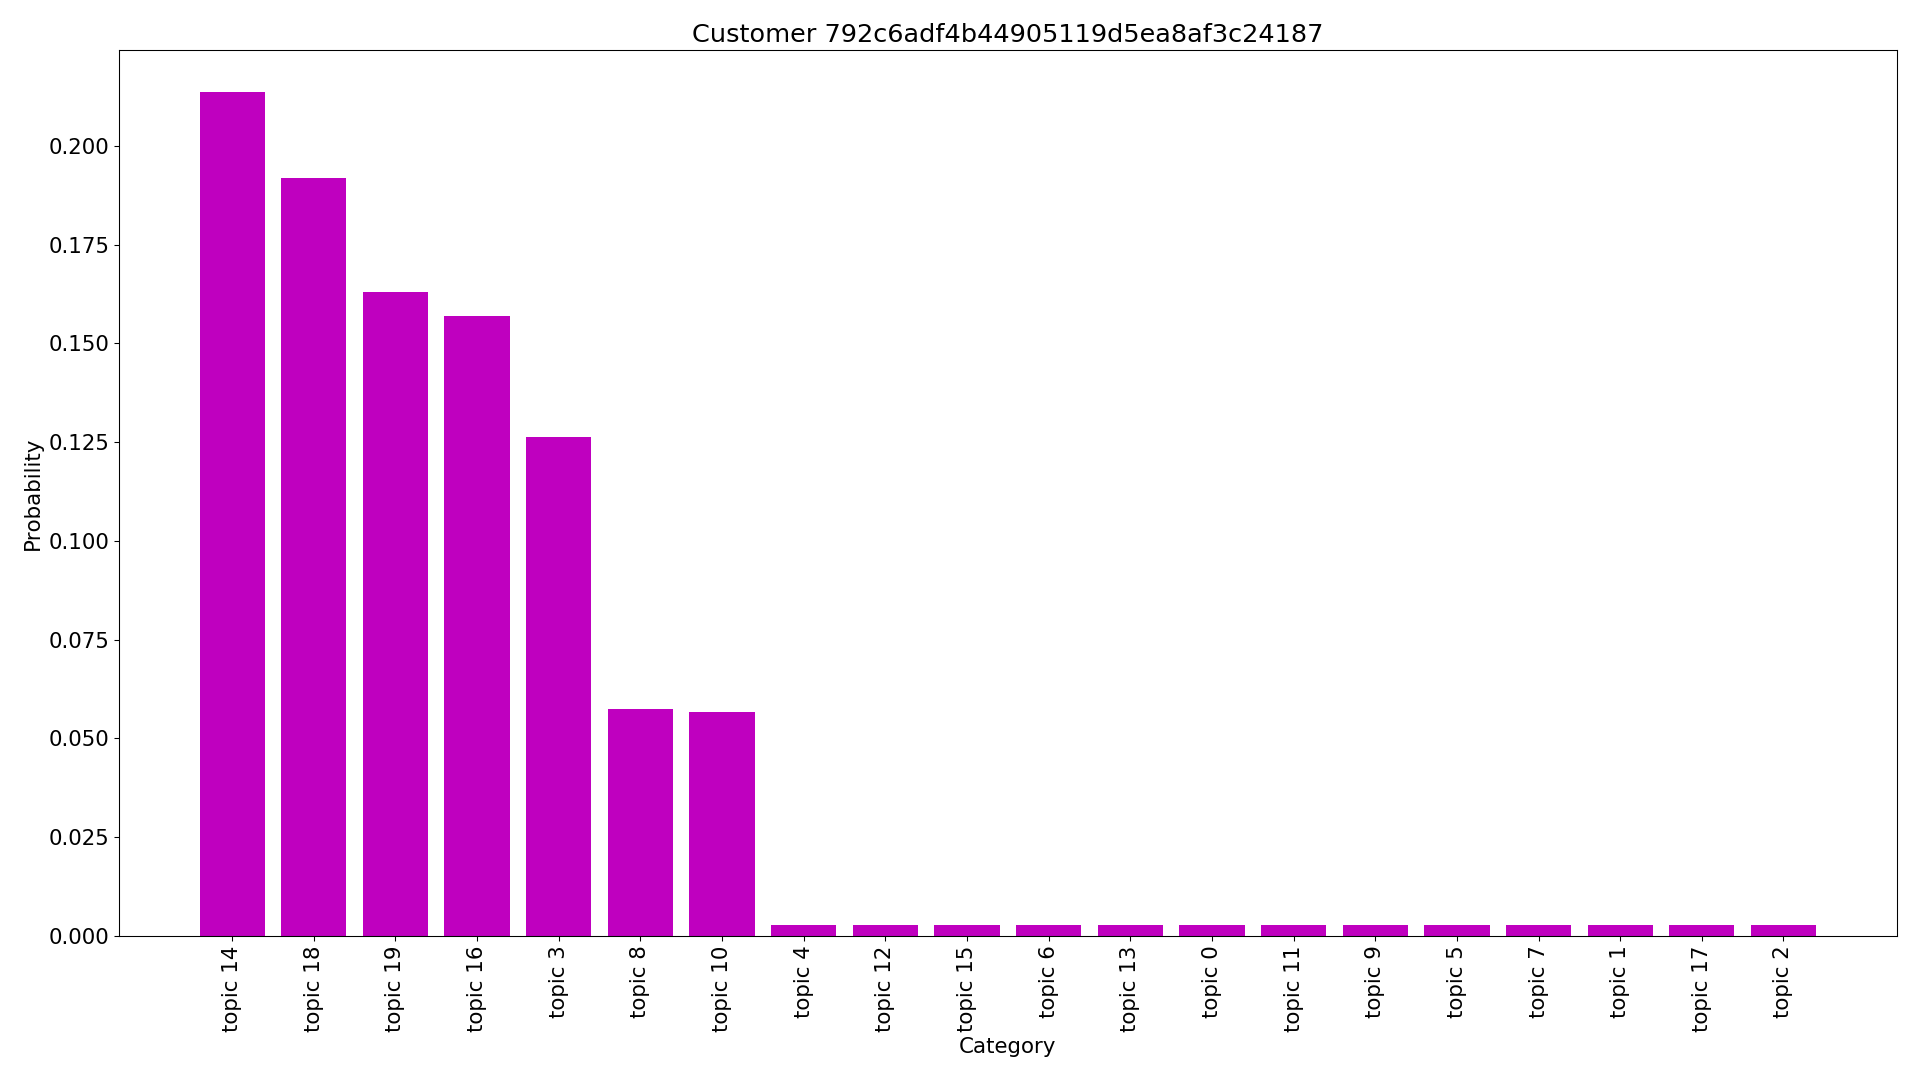 Customer 792c6adf4b44905119d5ea8af3c24187
Probability
0.200
0.175
0.150
0.125
0.100
0.075
0.050
0.025
0.000
topic 14
topic 18
topic 19
topic 16
topic 3
topic 8
topic 10
topic 4
topic 12
topic 15
topic 6
topic 13
topic 0
topic 11
topic 9
topic 5
topic 7
topic 1
topic 17
topic 2
Category